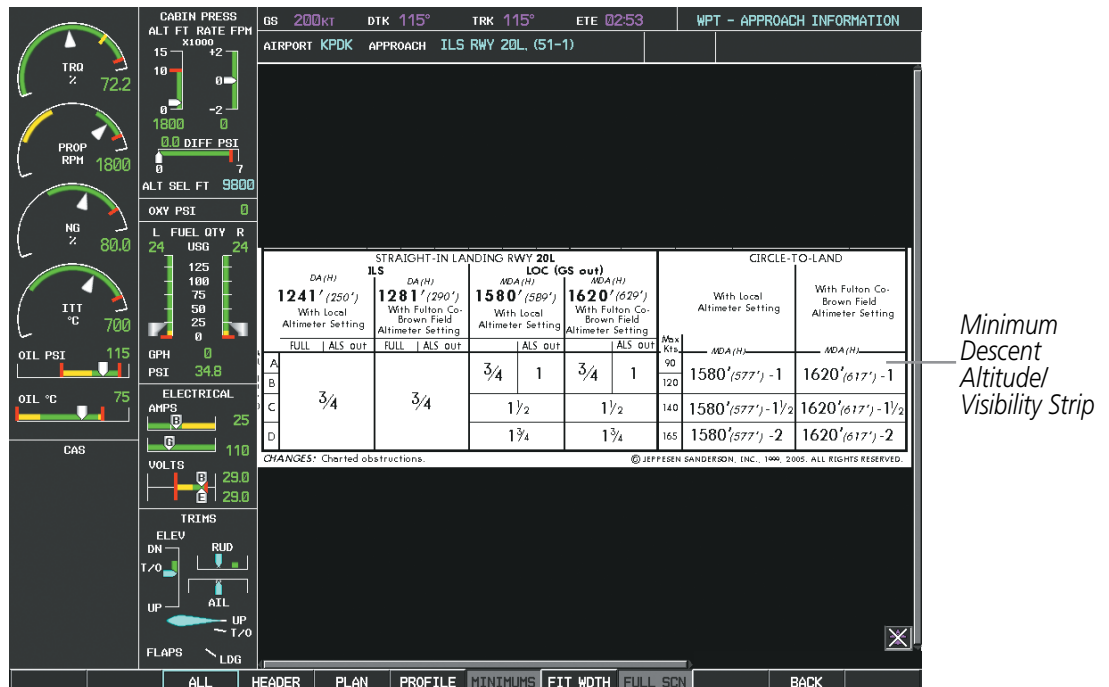 GS 200KT DTK 115° TRK 115° ETE 02:53 WPT - APPROACH INFORMATION
AIRPORT KPDK APPROACH ILS RWY 20L, (51-1)
TRQ
%
72.2
PROP
RPM
1800
NG
%
80.0
ITT
°C
700
OIL PSI 115
OIL °C 75
CAS
CABIN PRESS
ALT FT RATE FPM
X1000
15 +2
10 0
0 -2
1800 0
0.0 DIFF PSI
0 7
ALT SEL FT 9800
OXY PSI 0
L FUEL QTY R
24 USG 24
125
100
75
50
25
0
GPH 0
PSI 34.8
ELECTRICAL
AMPS
B 25
G 110
VOLTS
B 29.0
E 29.0
TRIMS
ELEV
DN RUD
T/O
UP AIL
UP
T/O
FLAPS LDG
STRAIGHT-IN LANDING RWY 20L CIRCLE-TO-LAND
ILS LOC (GS out)
DA(H) DA(H) MDA(H) MDA(H)
1241' (250') 1281' (290') 1580' (589') 1620' (629')
With Local Altimeter Setting
With Fulton Co-Brown Field Altimeter Setting
With Local Altimeter Setting
With Fulton Co-Brown Field Altimeter Setting
With Local Altimeter Setting
With Fulton Co-Brown Field Altimeter Setting
FULL ALS out FULL ALS out ALS out ALS out Max Kts MDA(H) MDA(H)
A 3/4 3/4 3/4 1 3/4 1 90 1580' (577') -1 1620' (617') -1
B 120
C 1 1/2 1 1/2 140 1580' (577') -1 1/2 1620' (617') -1 1/2
D 1 3/4 1 3/4 165 1580' (577') -2 1620' (617') -2
CHANGES: Charted obstructions. © JEPPESEN SANDERSON, INC., 1999, 2005. ALL RIGHTS RESERVED.
Minimum
Descent
Altitude/
Visibility Strip
ALL HEADER PLAN PROFILE MINIMUMS FIT WDTH FULL SCN BACK